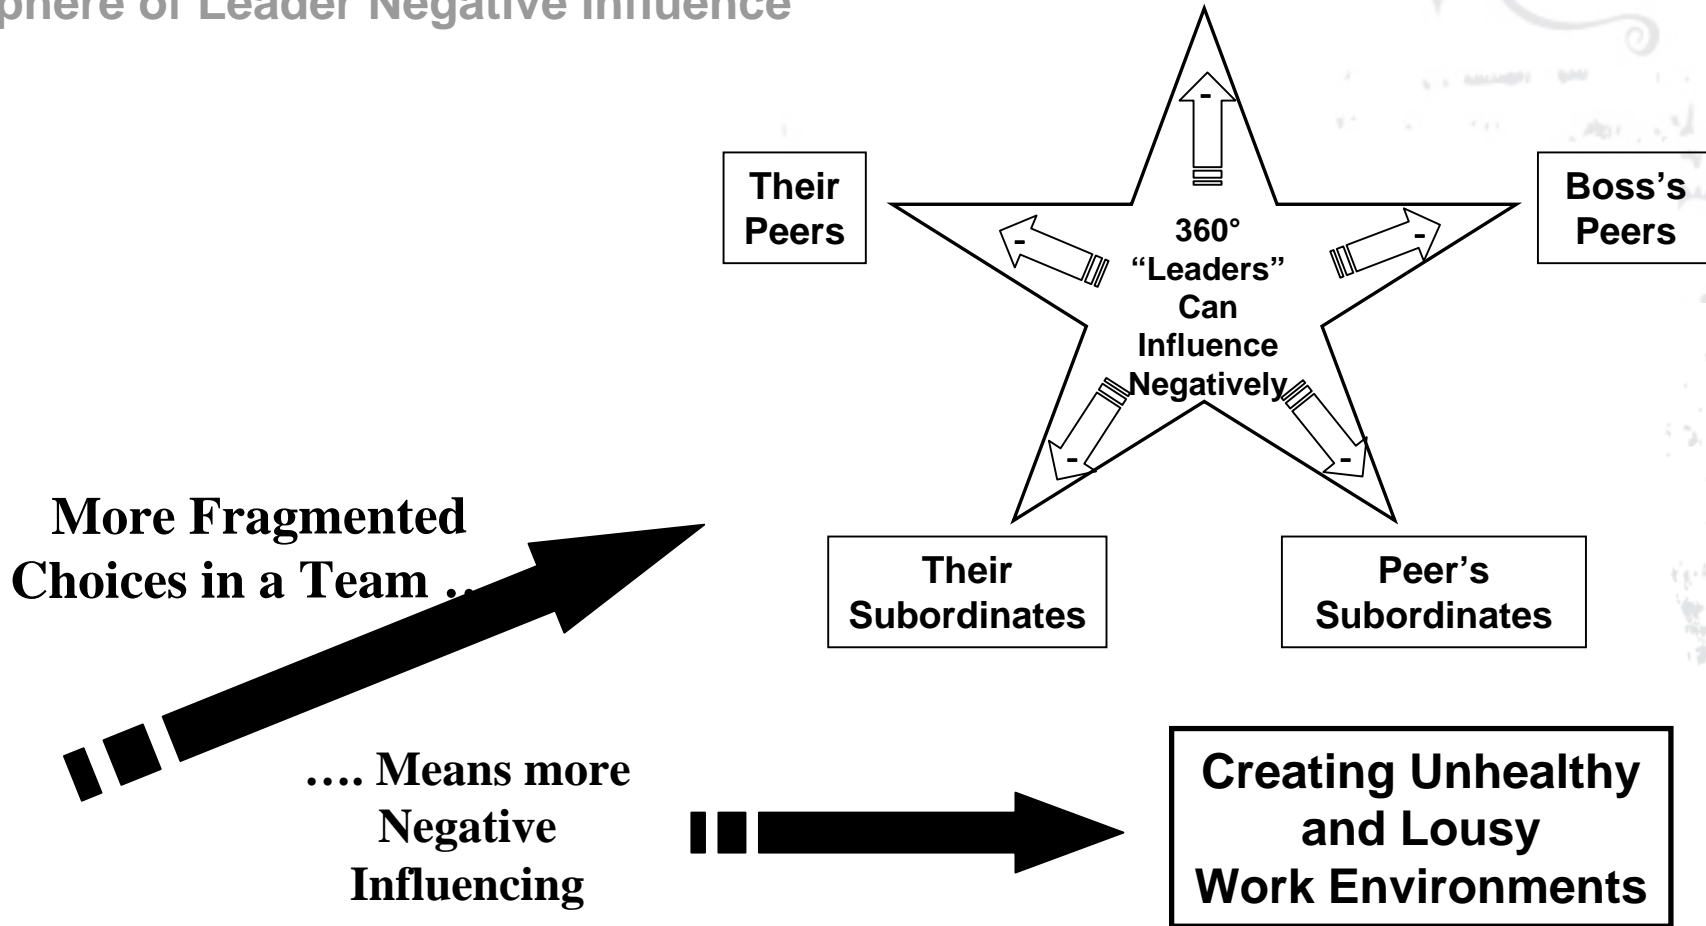 phere of Leader Negative Influence
Their
Peers
Boss’s
Peers
-
-
-
360°
“Leaders”
Can
Influence
Negatively
-
-
More Fragmented
Choices in a Team ..
Their
Subordinates
Peer’s
Subordinates
…. Means more
Negative
Influencing
Creating Unhealthy
and Lousy
Work Environments